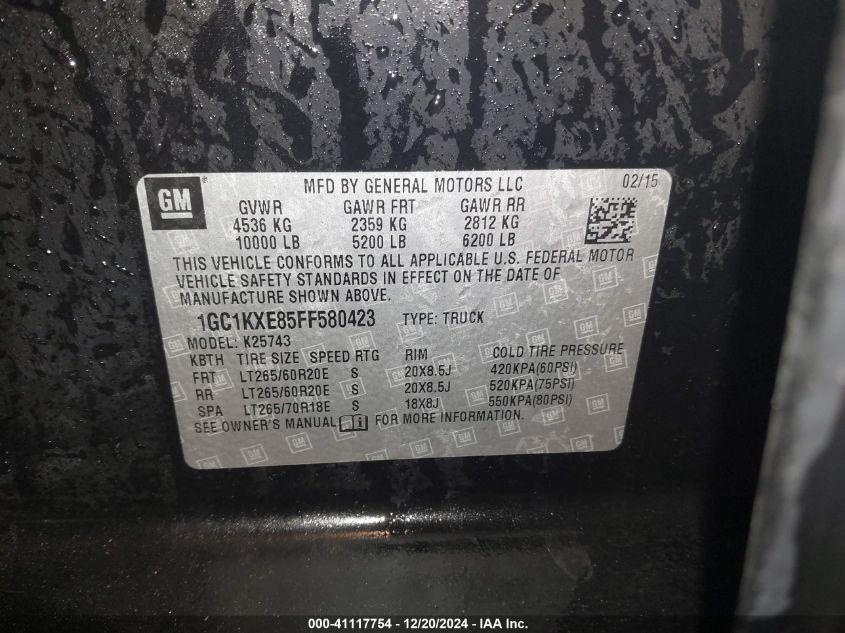 GM
MFD BY GENERAL MOTORS LLC 02/15
GVWR GAWR FRT GAWR RR
4536 KG 2359 KG 2812 KG
10000 LB 5200 LB 6200 LB
THIS VEHICLE CONFORMS TO ALL APPLICABLE U.S. FEDERAL MOTOR
VEHICLE SAFETY STANDARDS IN EFFECT ON THE DATE OF
MANUFACTURE SHOWN ABOVE.
1GC1KXE85FF580423 TYPE: TRUCK
MODEL: K25743
KBTH TIRE SIZE SPEED RTG RIM COLD TIRE PRESSURE
FRT LT265/60R20E S 20X8.5J 420KPA(60PSI)
RR LT265/60R20E S 20X8.5J 520KPA(75PSI)
SPA LT265/70R18E S 18X8J 550KPA(80PSI)
SEE OWNER'S MANUAL FOR MORE INFORMATION.
000-41117754 - 12/20/2024 - IAA Inc.